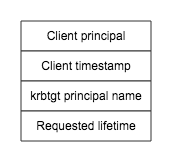 Client principal
Client timestamp
krbtgt principal name
Requested lifetime